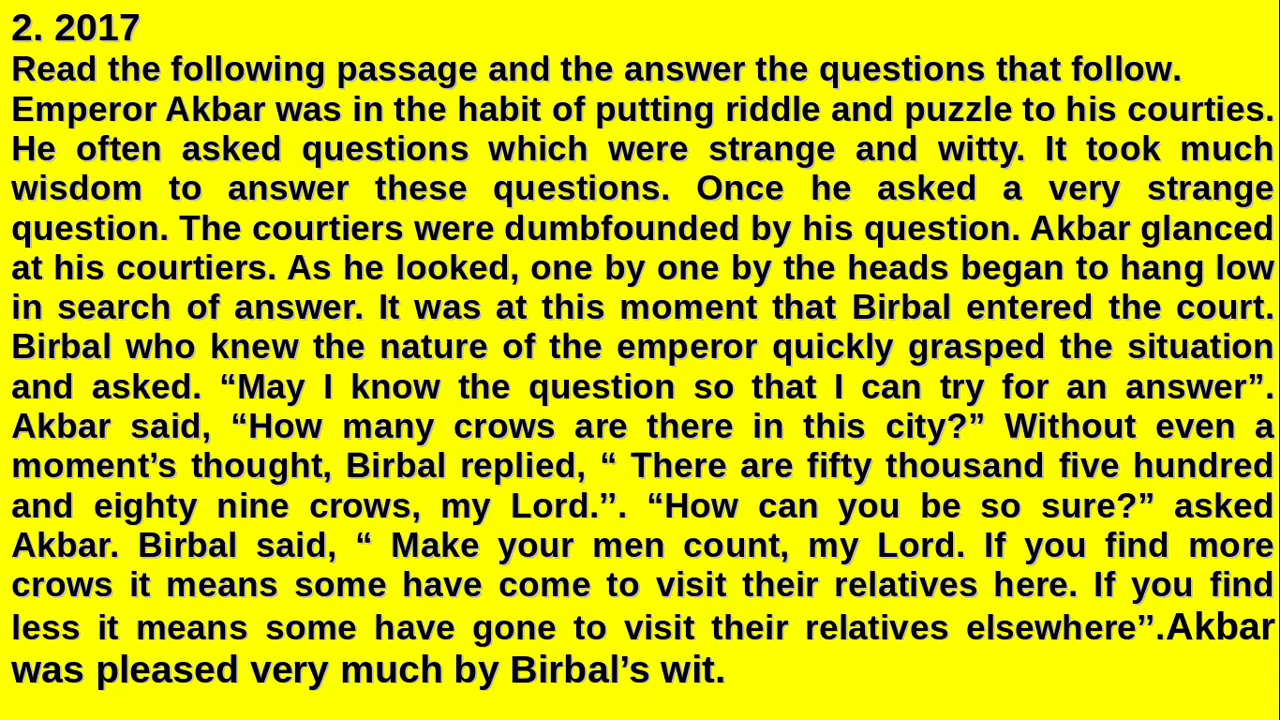 2. 2017
Read the following passage and the answer the questions that follow.
Emperor Akbar was in the habit of putting riddle and puzzle to his courties.
He often asked questions which were strange and witty. It took much
wisdom to answer these questions. Once he asked a very strange
question. The courtiers were dumbfounded by his question. Akbar glanced
at his courtiers. As he looked, one by one by the heads began to hang low
in search of answer. It was at this moment that Birbal entered the court.
Birbal who knew the nature of the emperor quickly grasped the situation
and asked. “May I know the question so that I can try for an answer”.
Akbar said, “How many crows are there in this city?” Without even a
moment’s thought, Birbal replied, “ There are fifty thousand five hundred
and eighty nine crows, my Lord.’’. “How can you be so sure?” asked
Akbar. Birbal said, “ Make your men count, my Lord. If you find more
crows it means some have come to visit their relatives here. If you find
less it means some have gone to visit their relatives elsewhere”.Akbar
was pleased very much by Birbal’s wit.